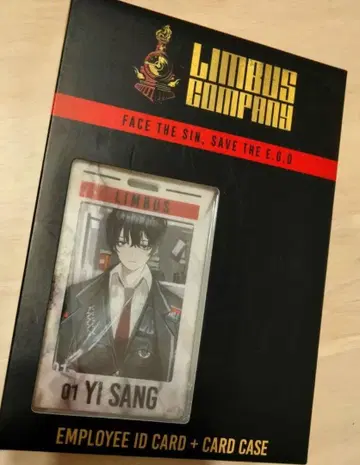 LIMBUS
COMPANY
FACE THE SIN, SAVE THE E.G.O
LIMBUS
01 YI SANG
EMPLOYEE ID CARD + CARD CASE